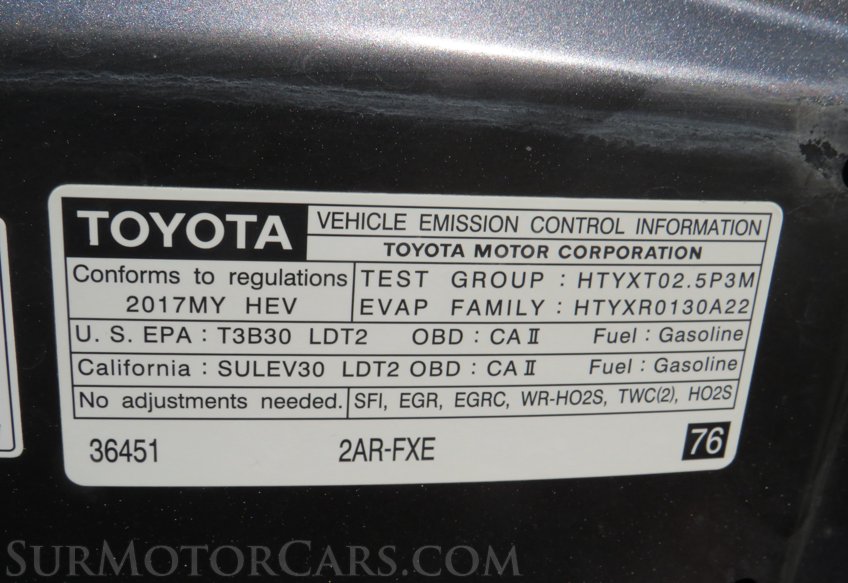 TOYOTA VEHICLE EMISSION CONTROL INFORMATION
TOYOTA MOTOR CORPORATION
Conforms to regulations TEST GROUP : HTYXT02.5P3M
2017MY HEV EVAP FAMILY : HTYXR0130A22
U. S. EPA : T3B30 LDT2 OBD : CA II Fuel : Gasoline
California : SULEV30 LDT2 OBD : CA II Fuel : Gasoline
No adjustments needed. SFI, EGR, EGRC, WR-HO2S, TWC(2), HO2S
36451 2AR-FXE 76
SURMOTORCARS.COM